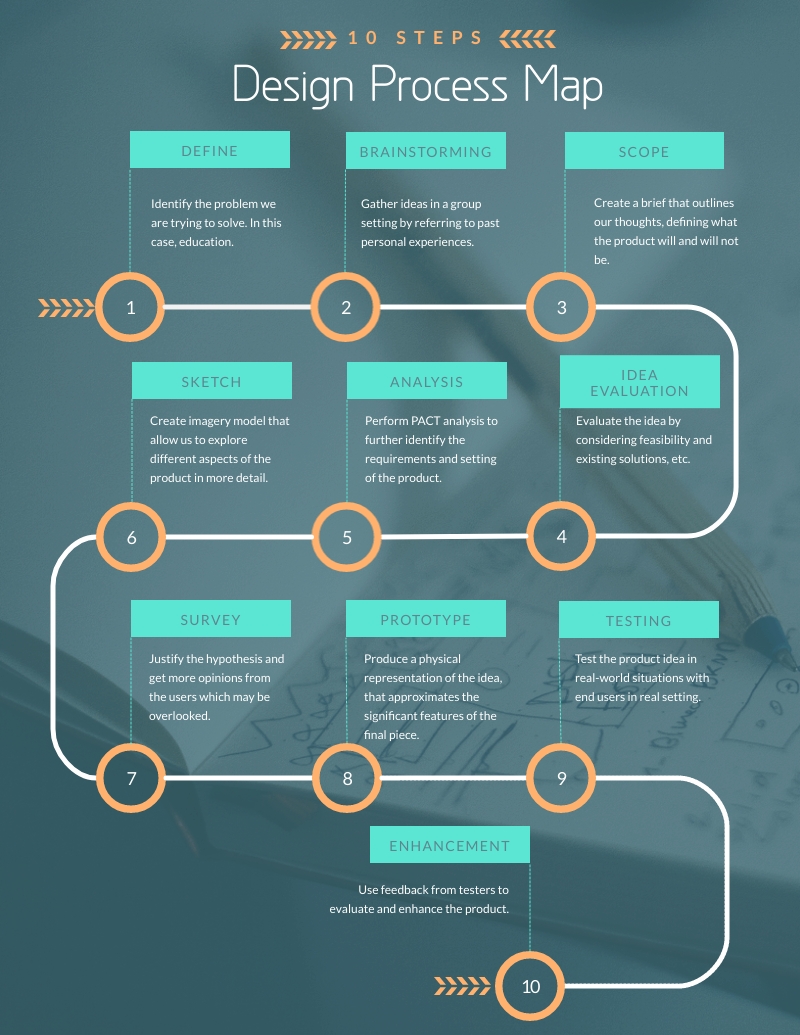 10 STEPS
Design Process Map
DEFINE
Identify the problem we
are trying to solve. In this
case, education.
1
BRAINSTORMING
Gather ideas in a group
setting by referring to past
personal experiences.
2
SCOPE
Create a brief that outlines
our thoughts, defining what
the product will and will not
be.
3
IDEA
EVALUATION
Evaluate the idea by
considering feasibility and
existing solutions, etc.
4
ANALYSIS
Perform PACT analysis to
further identify the
requirements and setting
of the product.
5
SKETCH
Create imagery model that
allow us to explore
different aspects of the
product in more detail.
6
SURVEY
Justify the hypothesis and
get more opinions from
the users which may be
overlooked.
7
PROTOTYPE
Produce a physical
representation of the idea,
that approximates the
significant features of the
final piece.
8
TESTING
Test the product idea in
real-world situations with
end users in real setting.
9
ENHANCEMENT
Use feedback from testers to
evaluate and enhance the product.
10